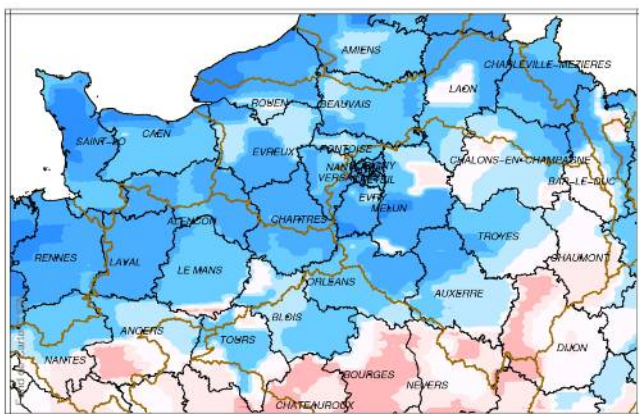 AMIENS
CHARLEVILLE-MEZIERES
LAON
ROUEN
BEAUVAIS
SAINT-LO
CAEN
EVREUX
PONTOISE
CHALONS-EN-CHAMPAGNE
BAR-LE-DUC
EVRY
MELUN
ALENCON
CHARTRES
TROYES
RENNES
LAVAL
LE MANS
CHAUMONT
ORLEANS
AUXERRE
BLOIS
ANGERS
TOURS
NANTES
DIJON
BOURGES
NEVERS
CHATEAUROUX